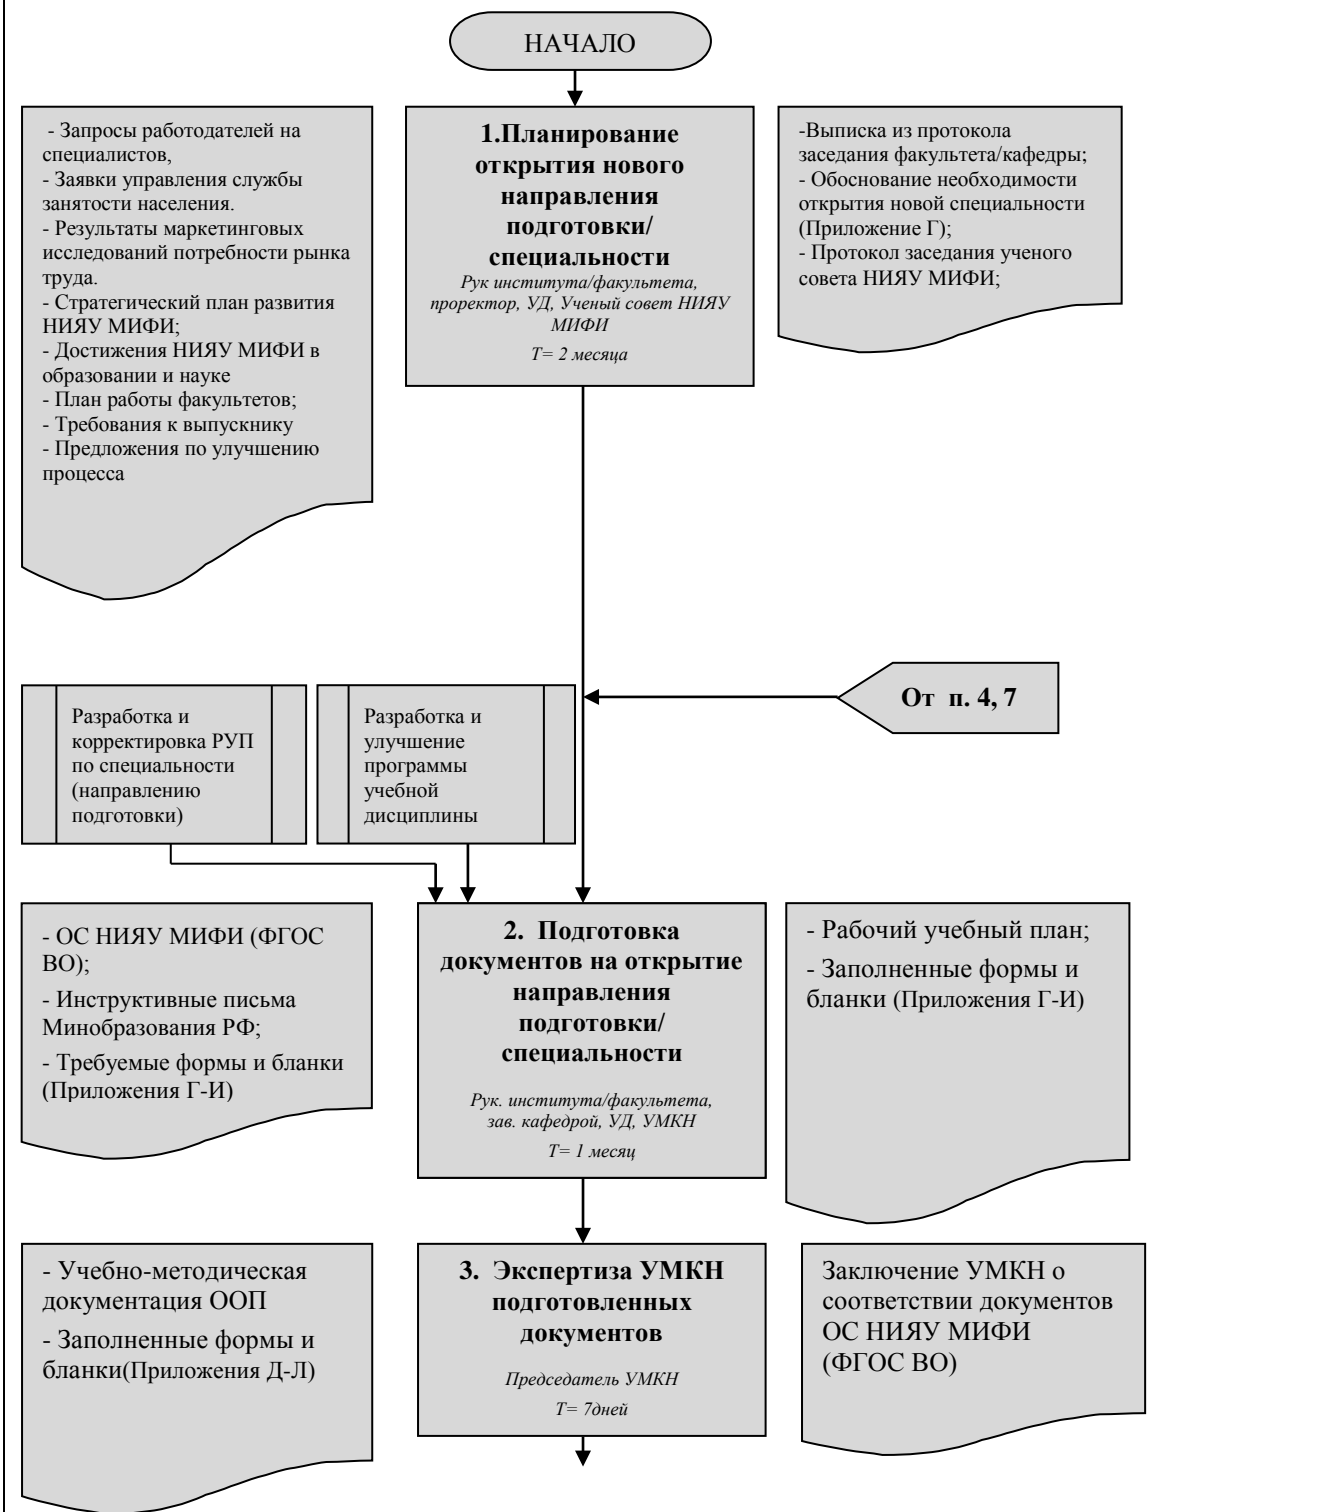 НАЧАЛО
- Запросы работодателей на
специалистов,
- Заявки управления службы
занятости населения.
- Результаты маркетинговых
исследований потребности рынка
труда.
- Стратегический план развития
НИЯУ МИФИ;
- Достижения НИЯУ МИФИ в
образовании и науке
- План работы факультетов;
- Требования к выпускнику
- Предложения по улучшению
процесса
1.Планирование
открытия нового
направления
подготовки/
специальности
Рук института/факультета,
проректор, УД, Ученый совет НИЯУ
МИФИ
Т= 2 месяца
-Выписка из протокола
заседания факультета/кафедры;
- Обоснование необходимости
открытия новой специальности
(Приложение Г);
- Протокол заседания ученого
совета НИЯУ МИФИ;
От п. 4, 7
Разработка и
корректировка РУП
по специальности
(направлению
подготовки)
Разработка и
улучшение
программы
учебной
дисциплины
- ОС НИЯУ МИФИ (ФГОС
ВО);
- Инструктивные письма
Минобразования РФ;
- Требуемые формы и бланки
(Приложения Г-И)
2. Подготовка
документов на открытие
направления
подготовки/
специальности
Рук. института/факультета,
зав. кафедрой, УД, УМКН
Т= 1 месяц
- Рабочий учебный план;
- Заполненные формы и
бланки (Приложения Г-И)
- Учебно-методическая
документация ООП
- Заполненные формы и
бланки(Приложения Д-Л)
3. Экспертиза УМКН
подготовленных
документов
Председатель УМКН
Т= 7дней
Заключение УМКН о
соответствии документов
ОС НИЯУ МИФИ
(ФГОС ВО)